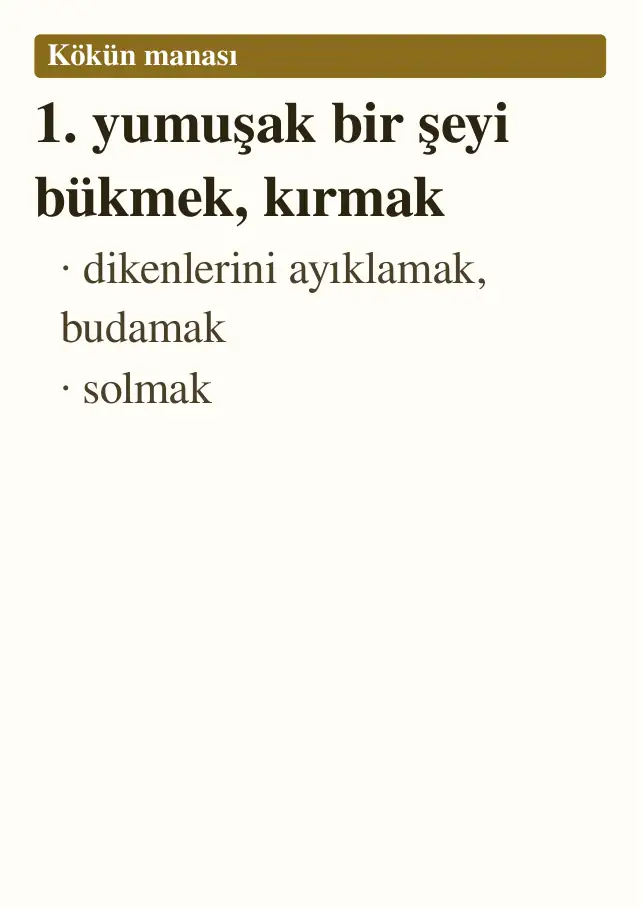 Kökün manası
1. yumuşak bir şeyi
bükmek, kırmak
· dikenlerini ayıklamak,
budamak
· solmak